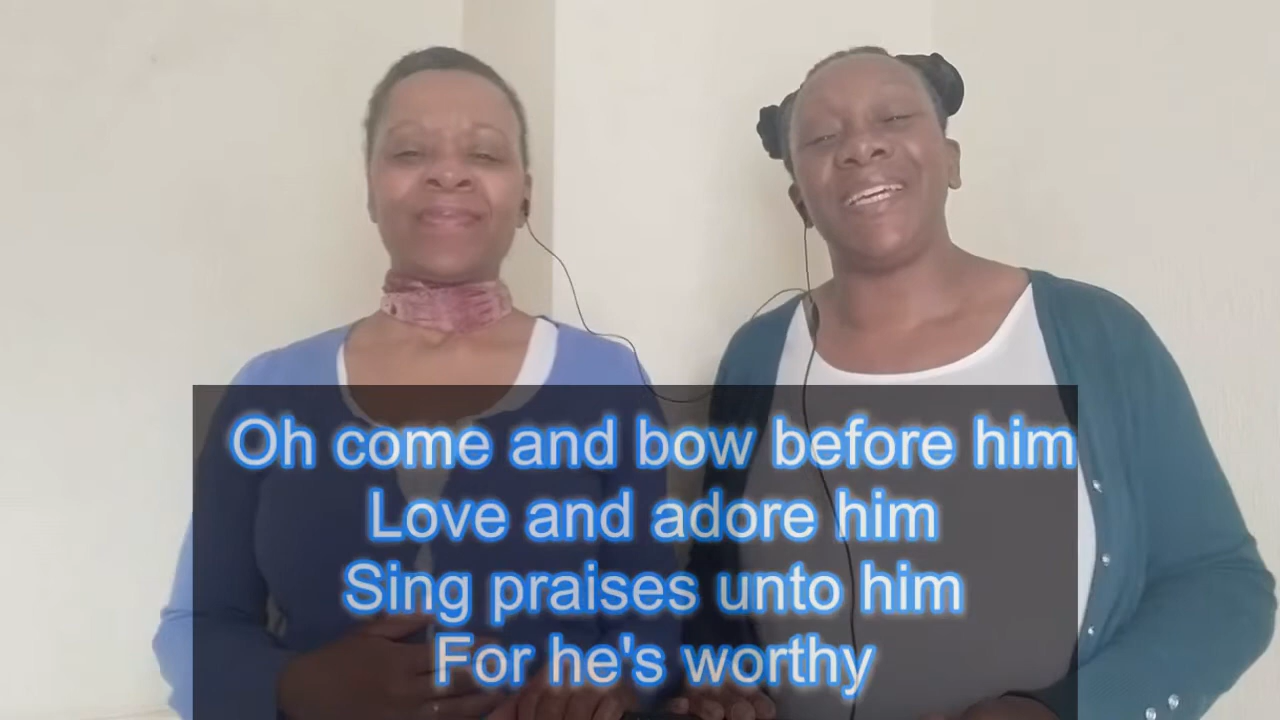 Oh come and bow before him
Love and adore him
Sing praises unto him
For he's worthy